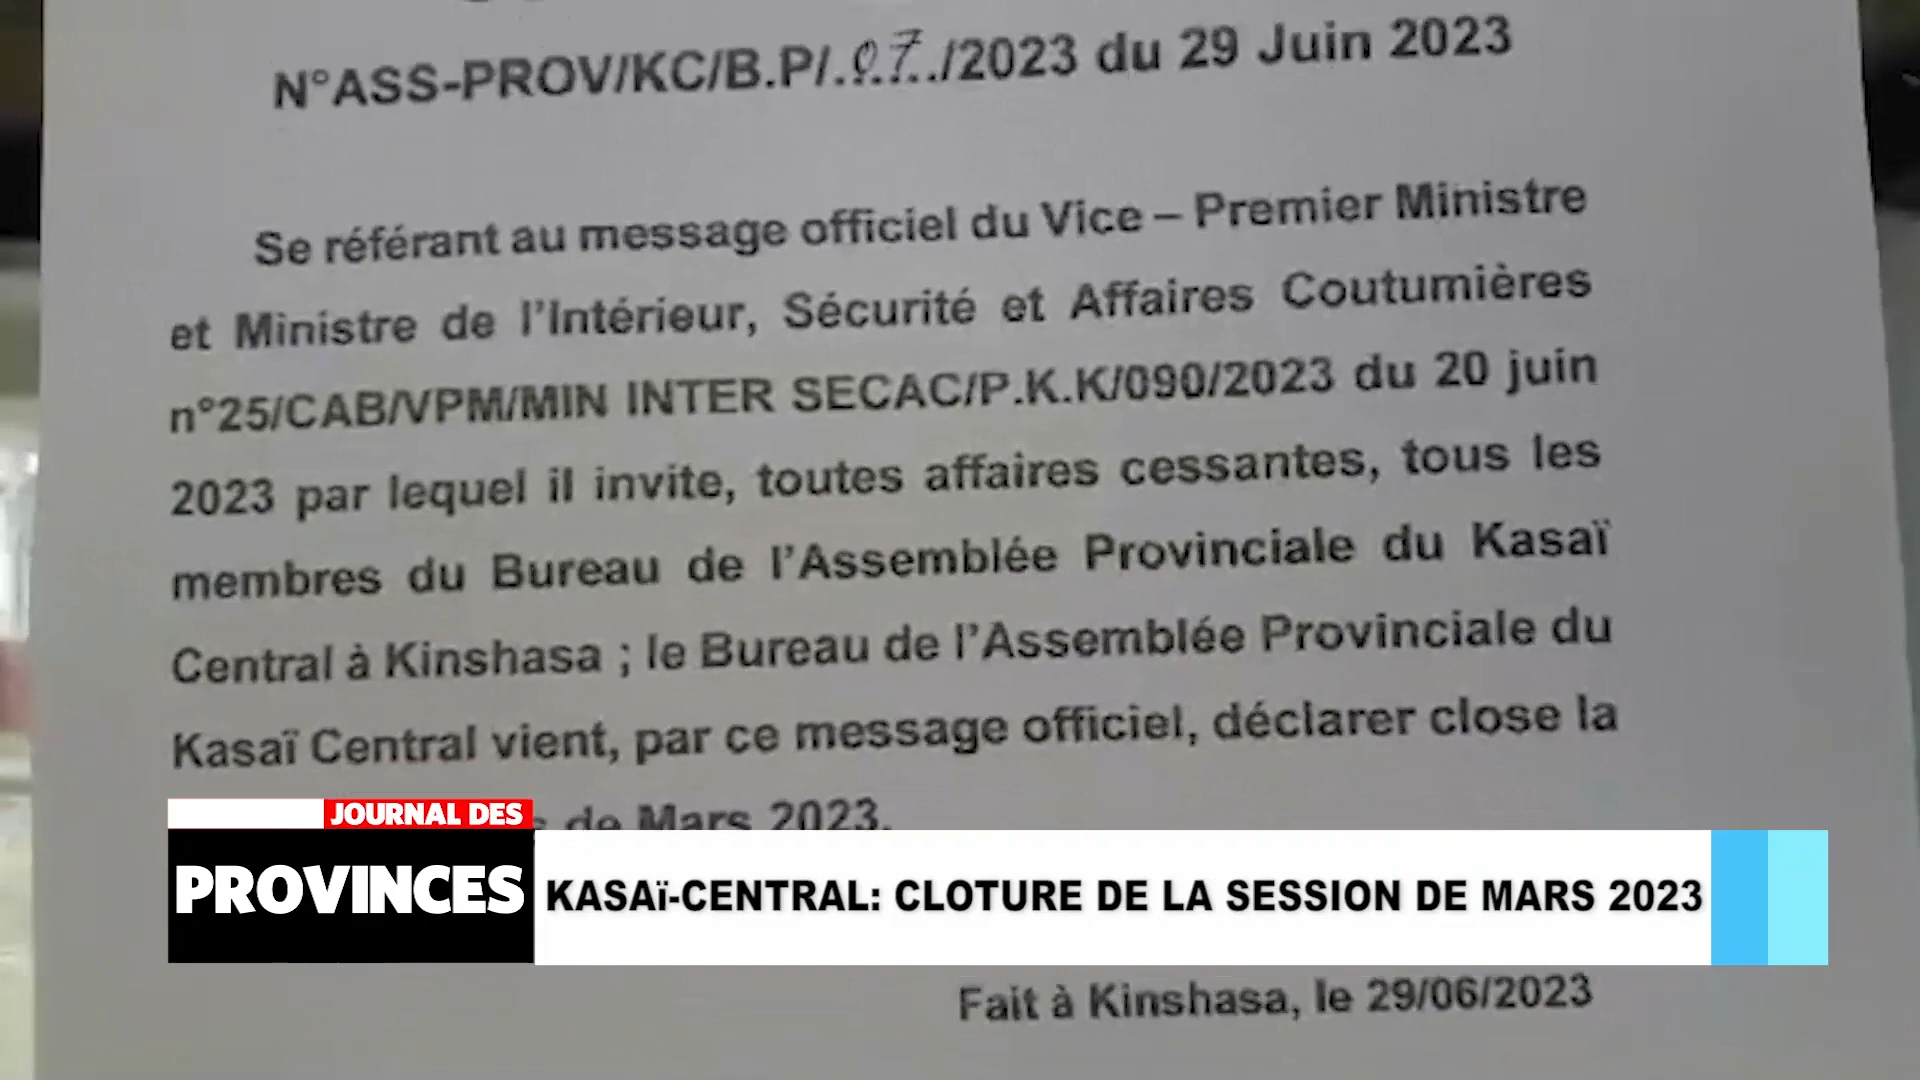 N°ASS-PROV/KC/B.P/.07../2023 du 29 Juin 2023
Se référant au message officiel du Vice – Premier Ministre
et Ministre de l'Intérieur, Sécurité et Affaires Coutumières
n°25/CAB/VPM/MIN INTER SECAC/P.K.K/090/2023 du 20 juin
2023 par lequel il invite, toutes affaires cessantes, tous les
membres du Bureau de l'Assemblée Provinciale du Kasaï
Central à Kinshasa ; le Bureau de l'Assemblée Provinciale du
Kasaï Central vient, par ce message officiel, déclarer close la
de Mars 2023.
JOURNAL DES
PROVINCES
KASAï-CENTRAL: CLOTURE DE LA SESSION DE MARS 2023
Fait à Kinshasa, le 29/06/2023